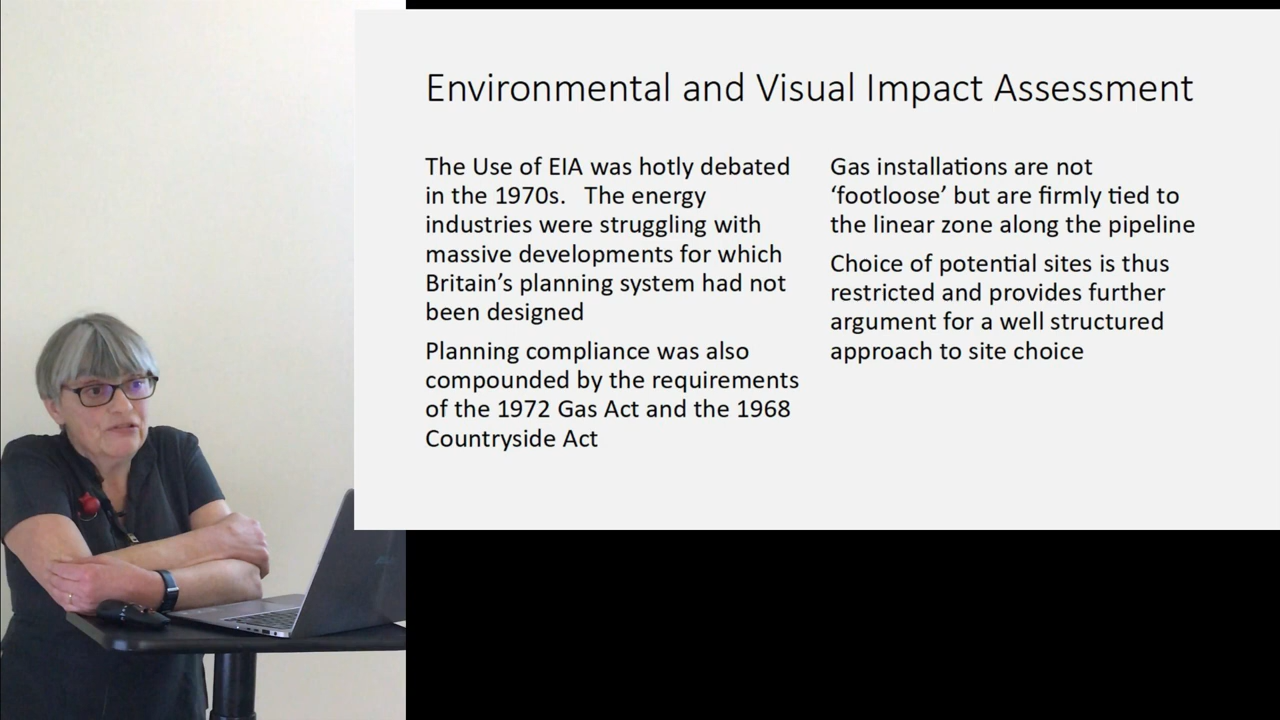 Environmental and Visual Impact Assessment
The Use of EIA was hotly debated
in the 1970s.   The energy
industries were struggling with
massive developments for which
Britain’s planning system had not
been designed
Planning compliance was also
compounded by the requirements
of the 1972 Gas Act and the 1968
Countryside Act
Gas installations are not
‘footloose’ but are firmly tied to
the linear zone along the pipeline
Choice of potential sites is thus
restricted and provides further
argument for a well structured
approach to site choice